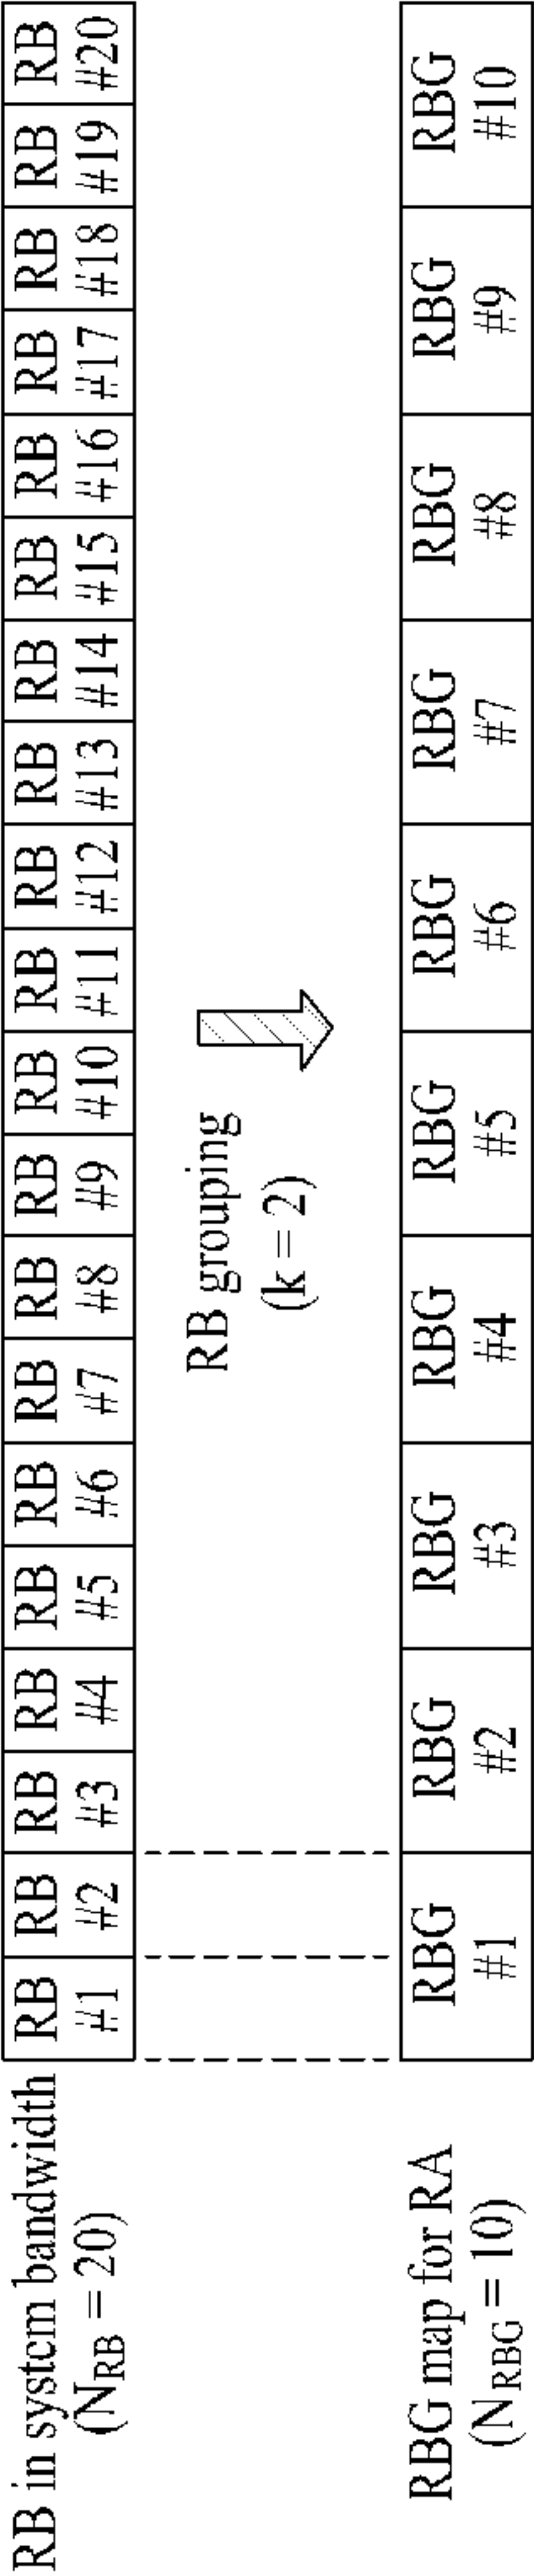 RB in system bandwidth
(NRB = 20)
RB
#1
RB
#2
RB
#3
RB
#4
RB
#5
RB
#6
RB
#7
RB
#8
RB
#9
RB
#10
RB
#11
RB
#12
RB
#13
RB
#14
RB
#15
RB
#16
RB
#17
RB
#18
RB
#19
RB
#20
RB grouping
(k = 2)
RBG map for RA
(NRBG = 10)
RBG
#1
RBG
#2
RBG
#3
RBG
#4
RBG
#5
RBG
#6
RBG
#7
RBG
#8
RBG
#9
RBG
#10